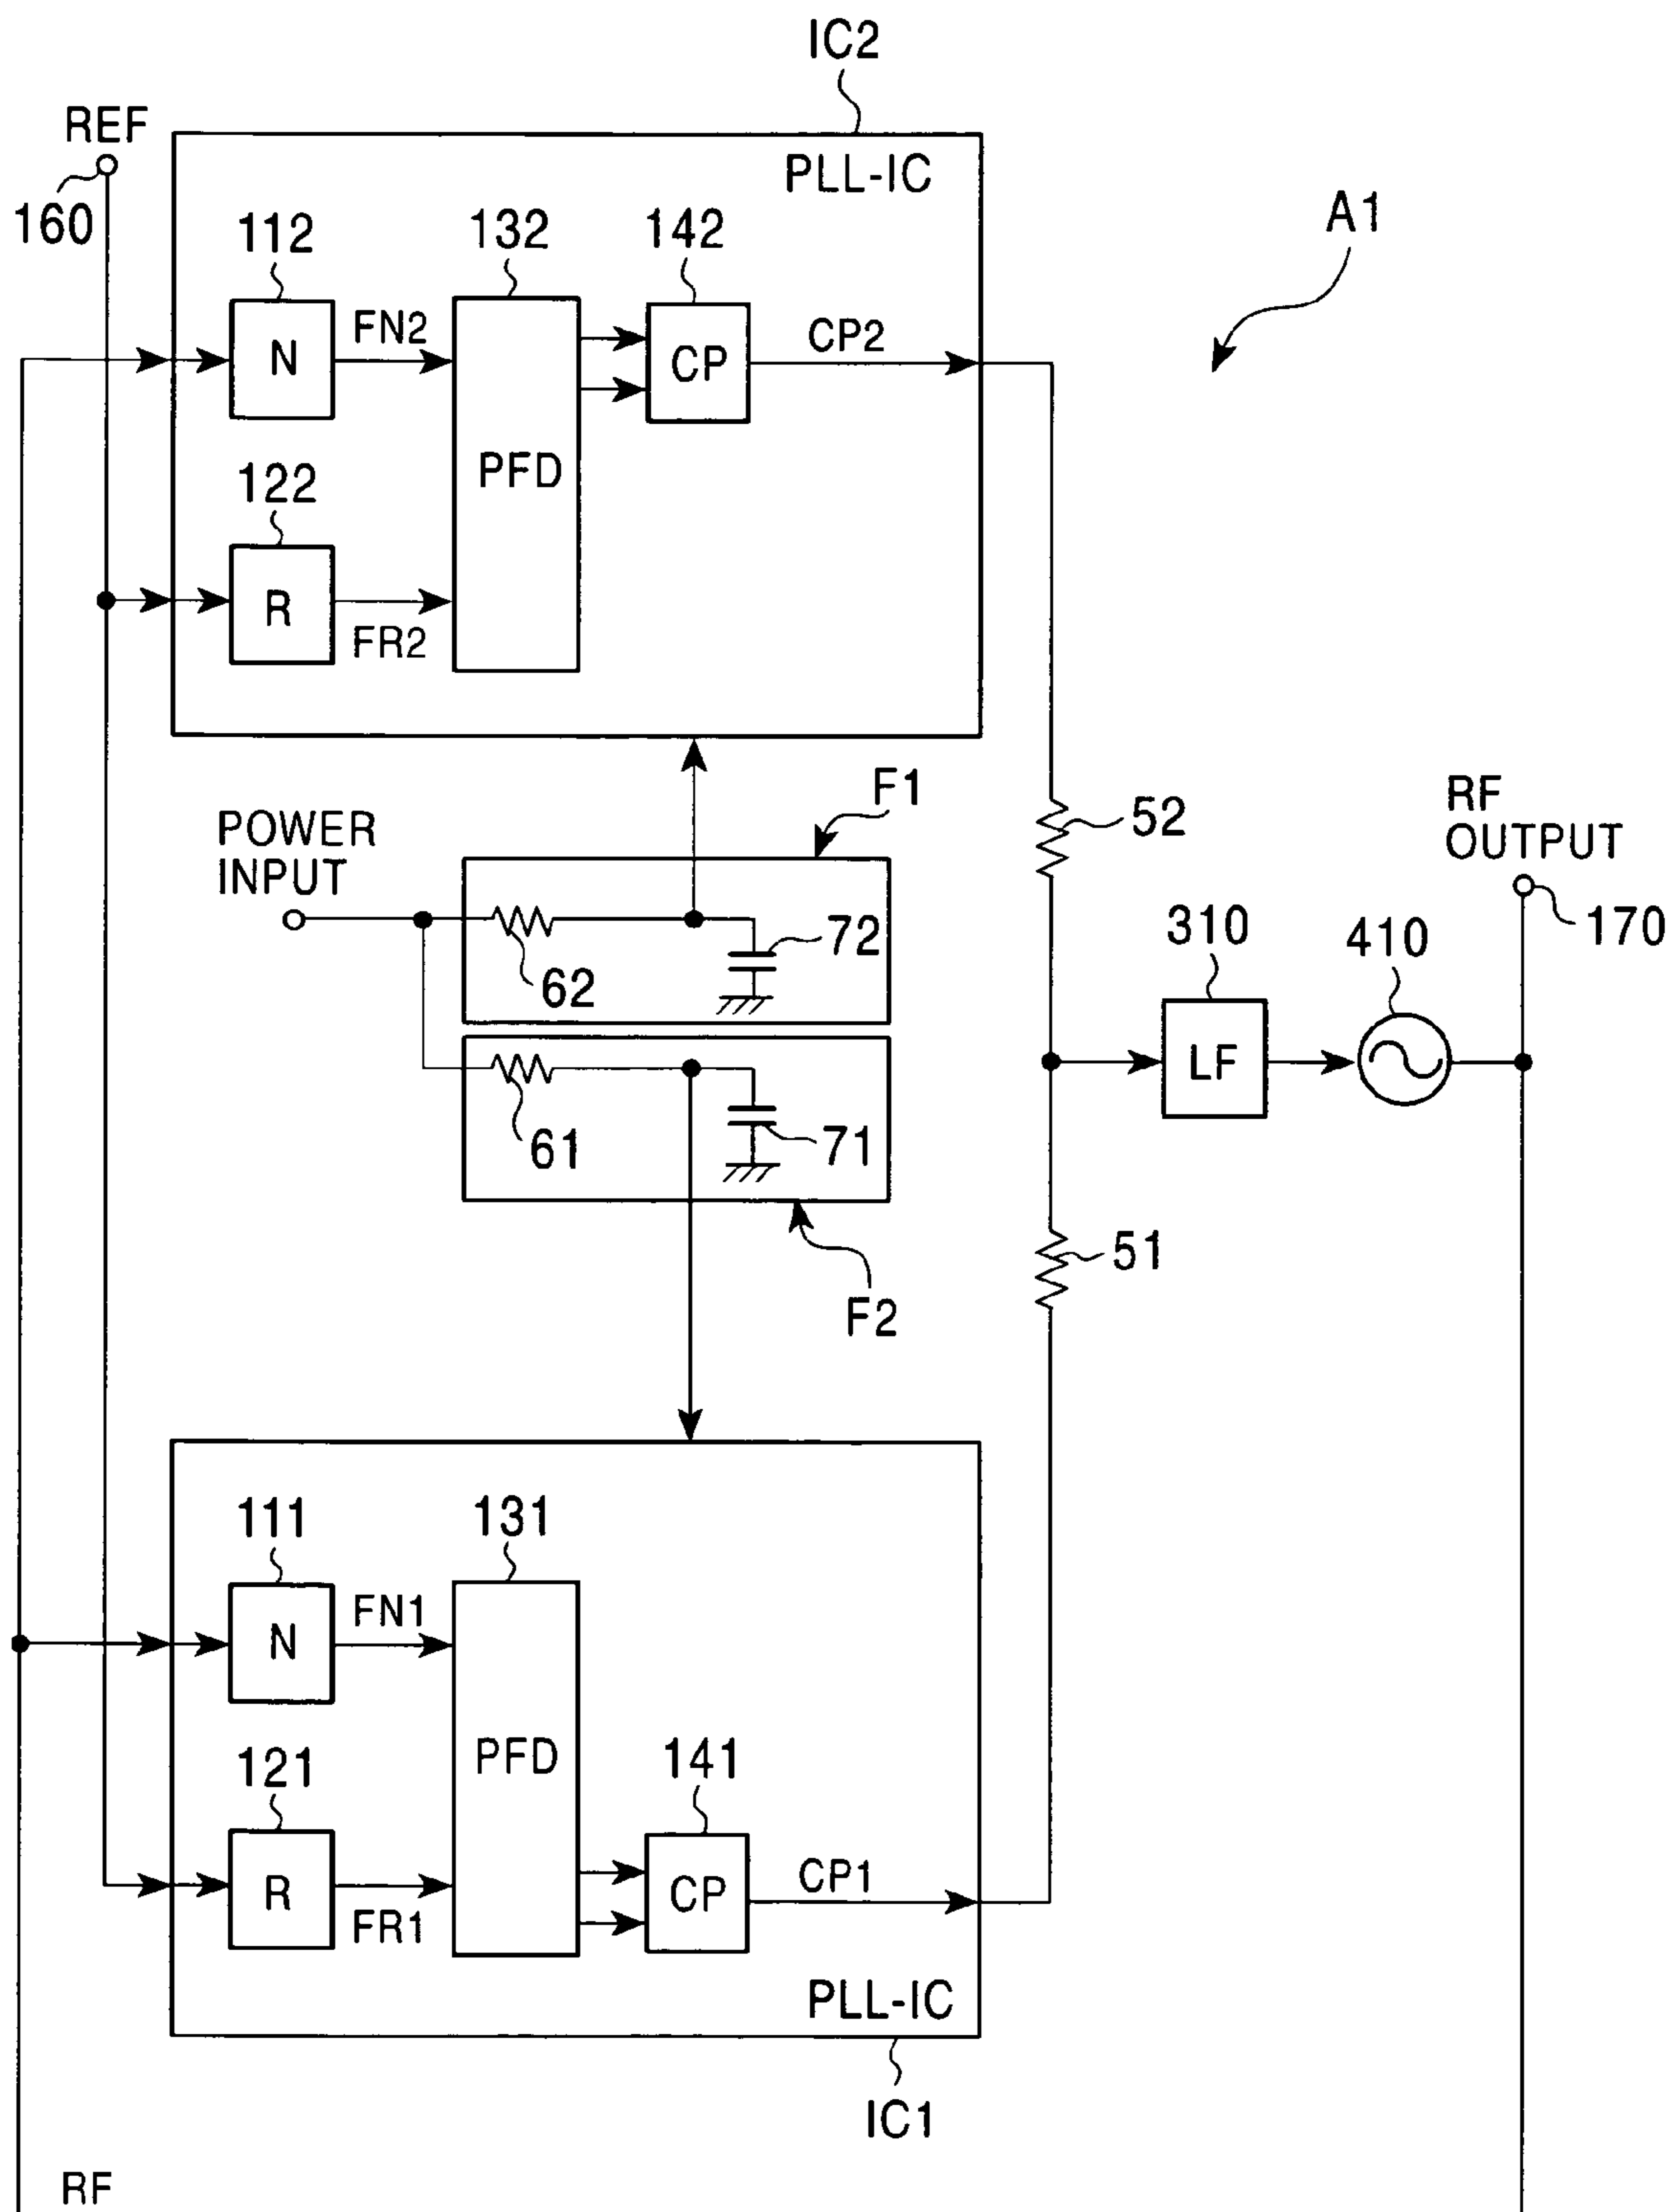 IC2
REF
160
PLL-IC
A1
112
132
142
FN2
CP2
N
CP
PFD
122
R
FR2
F1
POWER
INPUT
52
RF
OUTPUT
72
62
310
410
170
LF
61
71
51
F2
111
131
FN1
N
PFD
121
141
CP1
R
CP
FR1
PLL-IC
IC1
RF